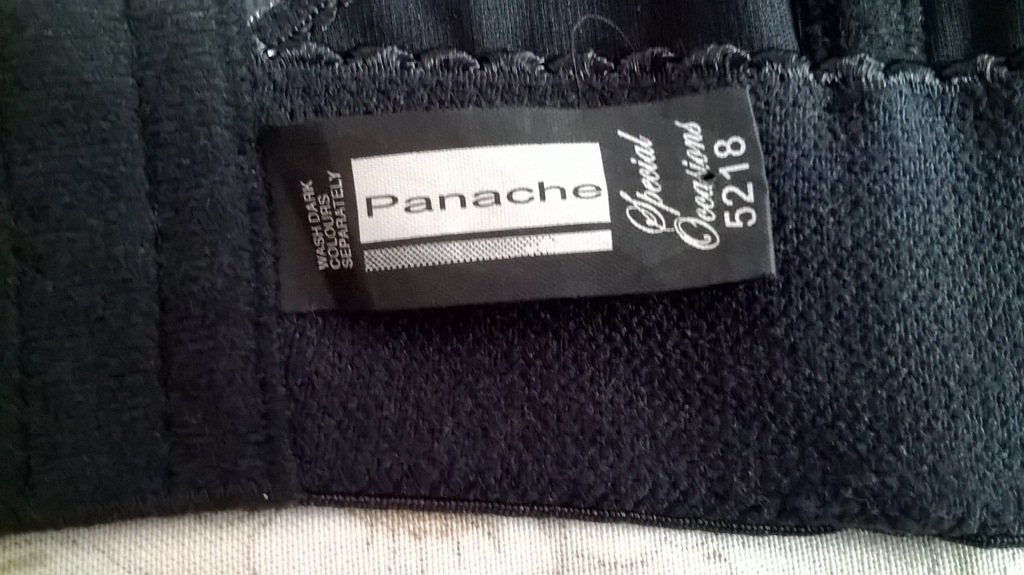 WASH DARK
COLOURS
SEPARATELY
Panache
Special
Occasions
5218